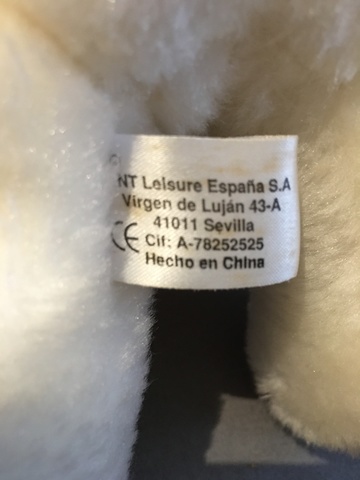 NT Leisure España S.A
Virgen de Luján 43-A
41011 Sevilla
CE Cif: A-78252525
Hecho en China